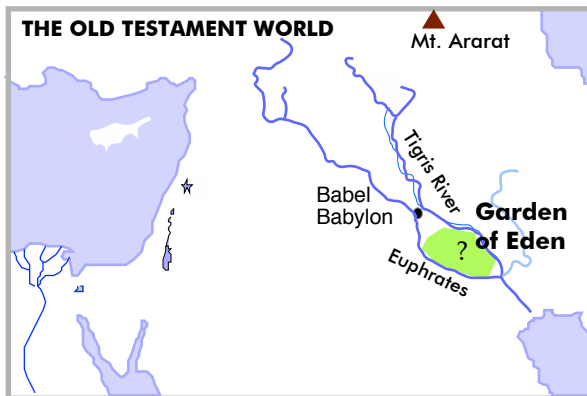 THE OLD TESTAMENT WORLD
Mt. Ararat
Tigris River
Babel
Babylon
Garden
of Eden
?
Euphrates